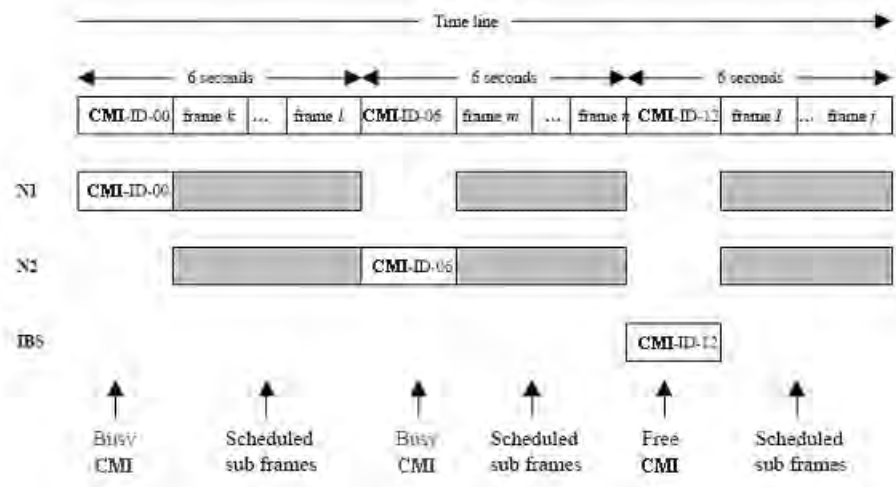 Time line
6 seconds 6 seconds 6 seconds
CMI-ID-00 frame k ... frame l CMI-ID-06 frame m ... frame n CMI-ID-12 frame I ... frame j
N1 CMI-ID-00
N2 CMI-ID-06
IBS CMI-ID-12
Busy CMI
Scheduled sub frames
Busy CMI
Scheduled sub frames
Free CMI
Scheduled sub frames